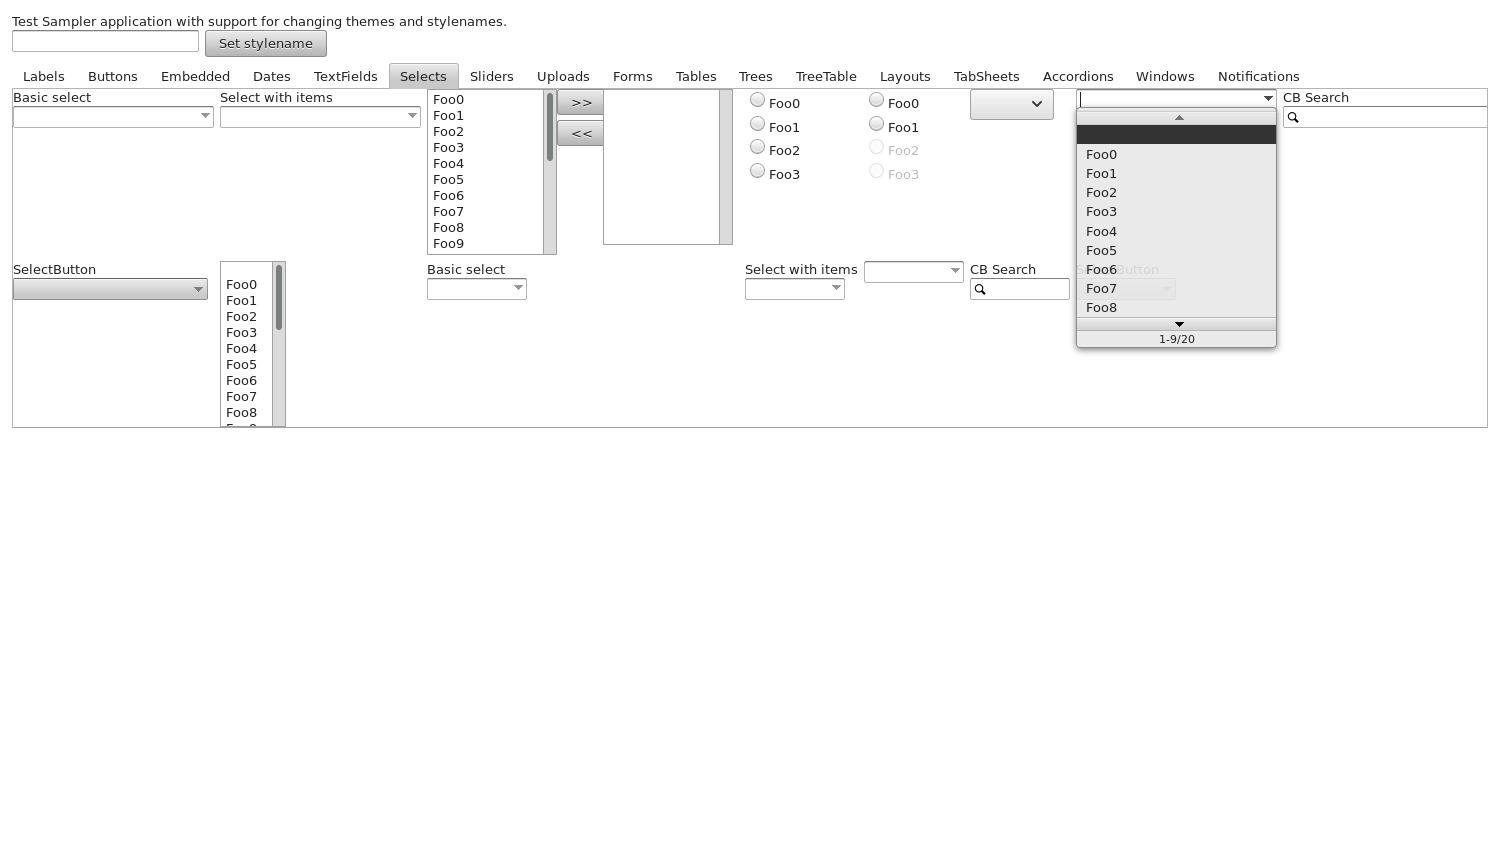 Test Sampler application with support for changing themes and stylenames.
Set stylename
Labels Buttons Embedded Dates TextFields Selects Sliders Uploads Forms Tables Trees TreeTable Layouts TabSheets Accordions Windows Notifications
Basic select
Select with items
Foo0
Foo1
Foo2
Foo3
Foo4
Foo5
Foo6
Foo7
Foo8
Foo9
>>
<<
Foo0
Foo1
Foo2
Foo3
Foo0
Foo1
Foo2
Foo3
CB Search
Foo0
Foo1
Foo2
Foo3
Foo4
Foo5
Foo6
Foo7
Foo8
1-9/20
SelectButton
Foo0
Foo1
Foo2
Foo3
Foo4
Foo5
Foo6
Foo7
Foo8
Basic select
Select with items
CB Search